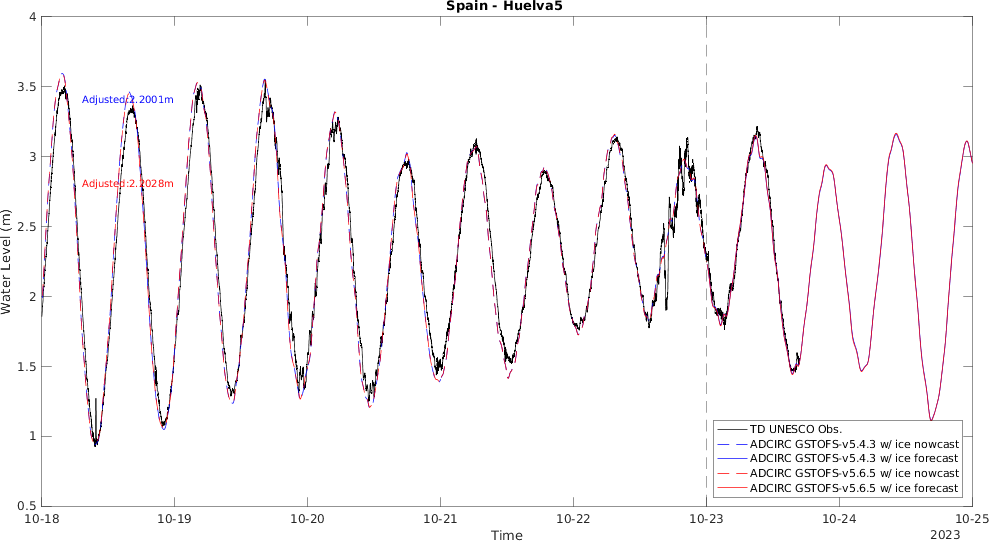 Spain - Huelva5
4
3.5
3
2.5
2
1.5
1
0.5
Water Level (m)
Adjusted:2.2001m
Adjusted:2.2028m
TD UNESCO Obs.
ADCIRC GSTOFS-v5.4.3 w/ ice nowcast
ADCIRC GSTOFS-v5.4.3 w/ ice forecast
ADCIRC GSTOFS-v5.6.5 w/ ice nowcast
ADCIRC GSTOFS-v5.6.5 w/ ice forecast
10-18 10-19 10-20 10-21 10-22 10-23 10-24 10-25
Time
2023